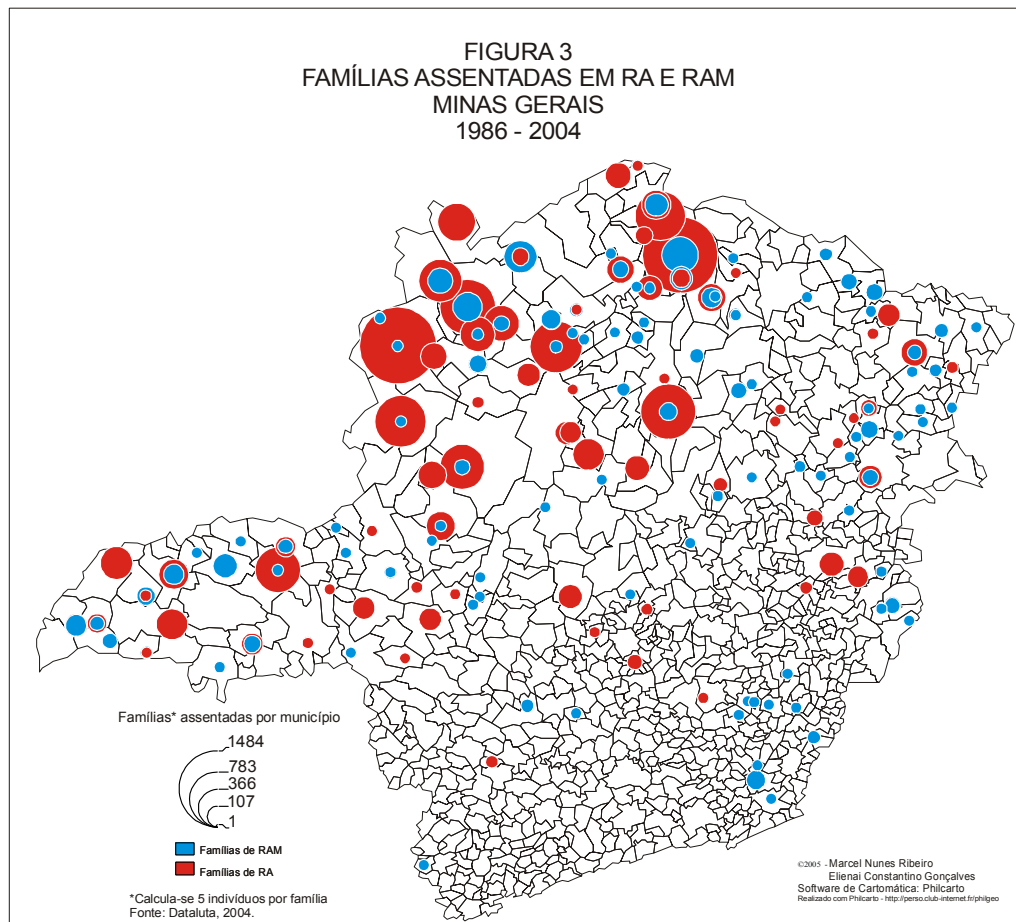 FIGURA 3
FAMÍLIAS ASSENTADAS EM RA E RAM
MINAS GERAIS
1986 - 2004
Famílias* assentadas por município
1484
783
366
107
1
Famílias de RAM
Famílias de RA
*Calcula-se 5 indivíduos por família
Fonte: Dataluta, 2004.
©2005 - Marcel Nunes Ribeiro
Elienai Constantino Gonçalves
Software de Cartomática: Philcarto
Realizado com Philcarto - http://perso.club-internet.fr/philgeo